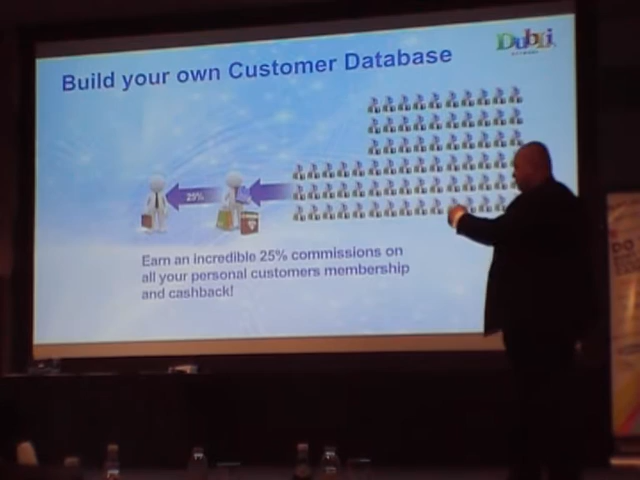 Build your own Customer Database
DubLi
25%
Earn an incredible 25% commissions on
all your personal customers membership
and cashback!
DO